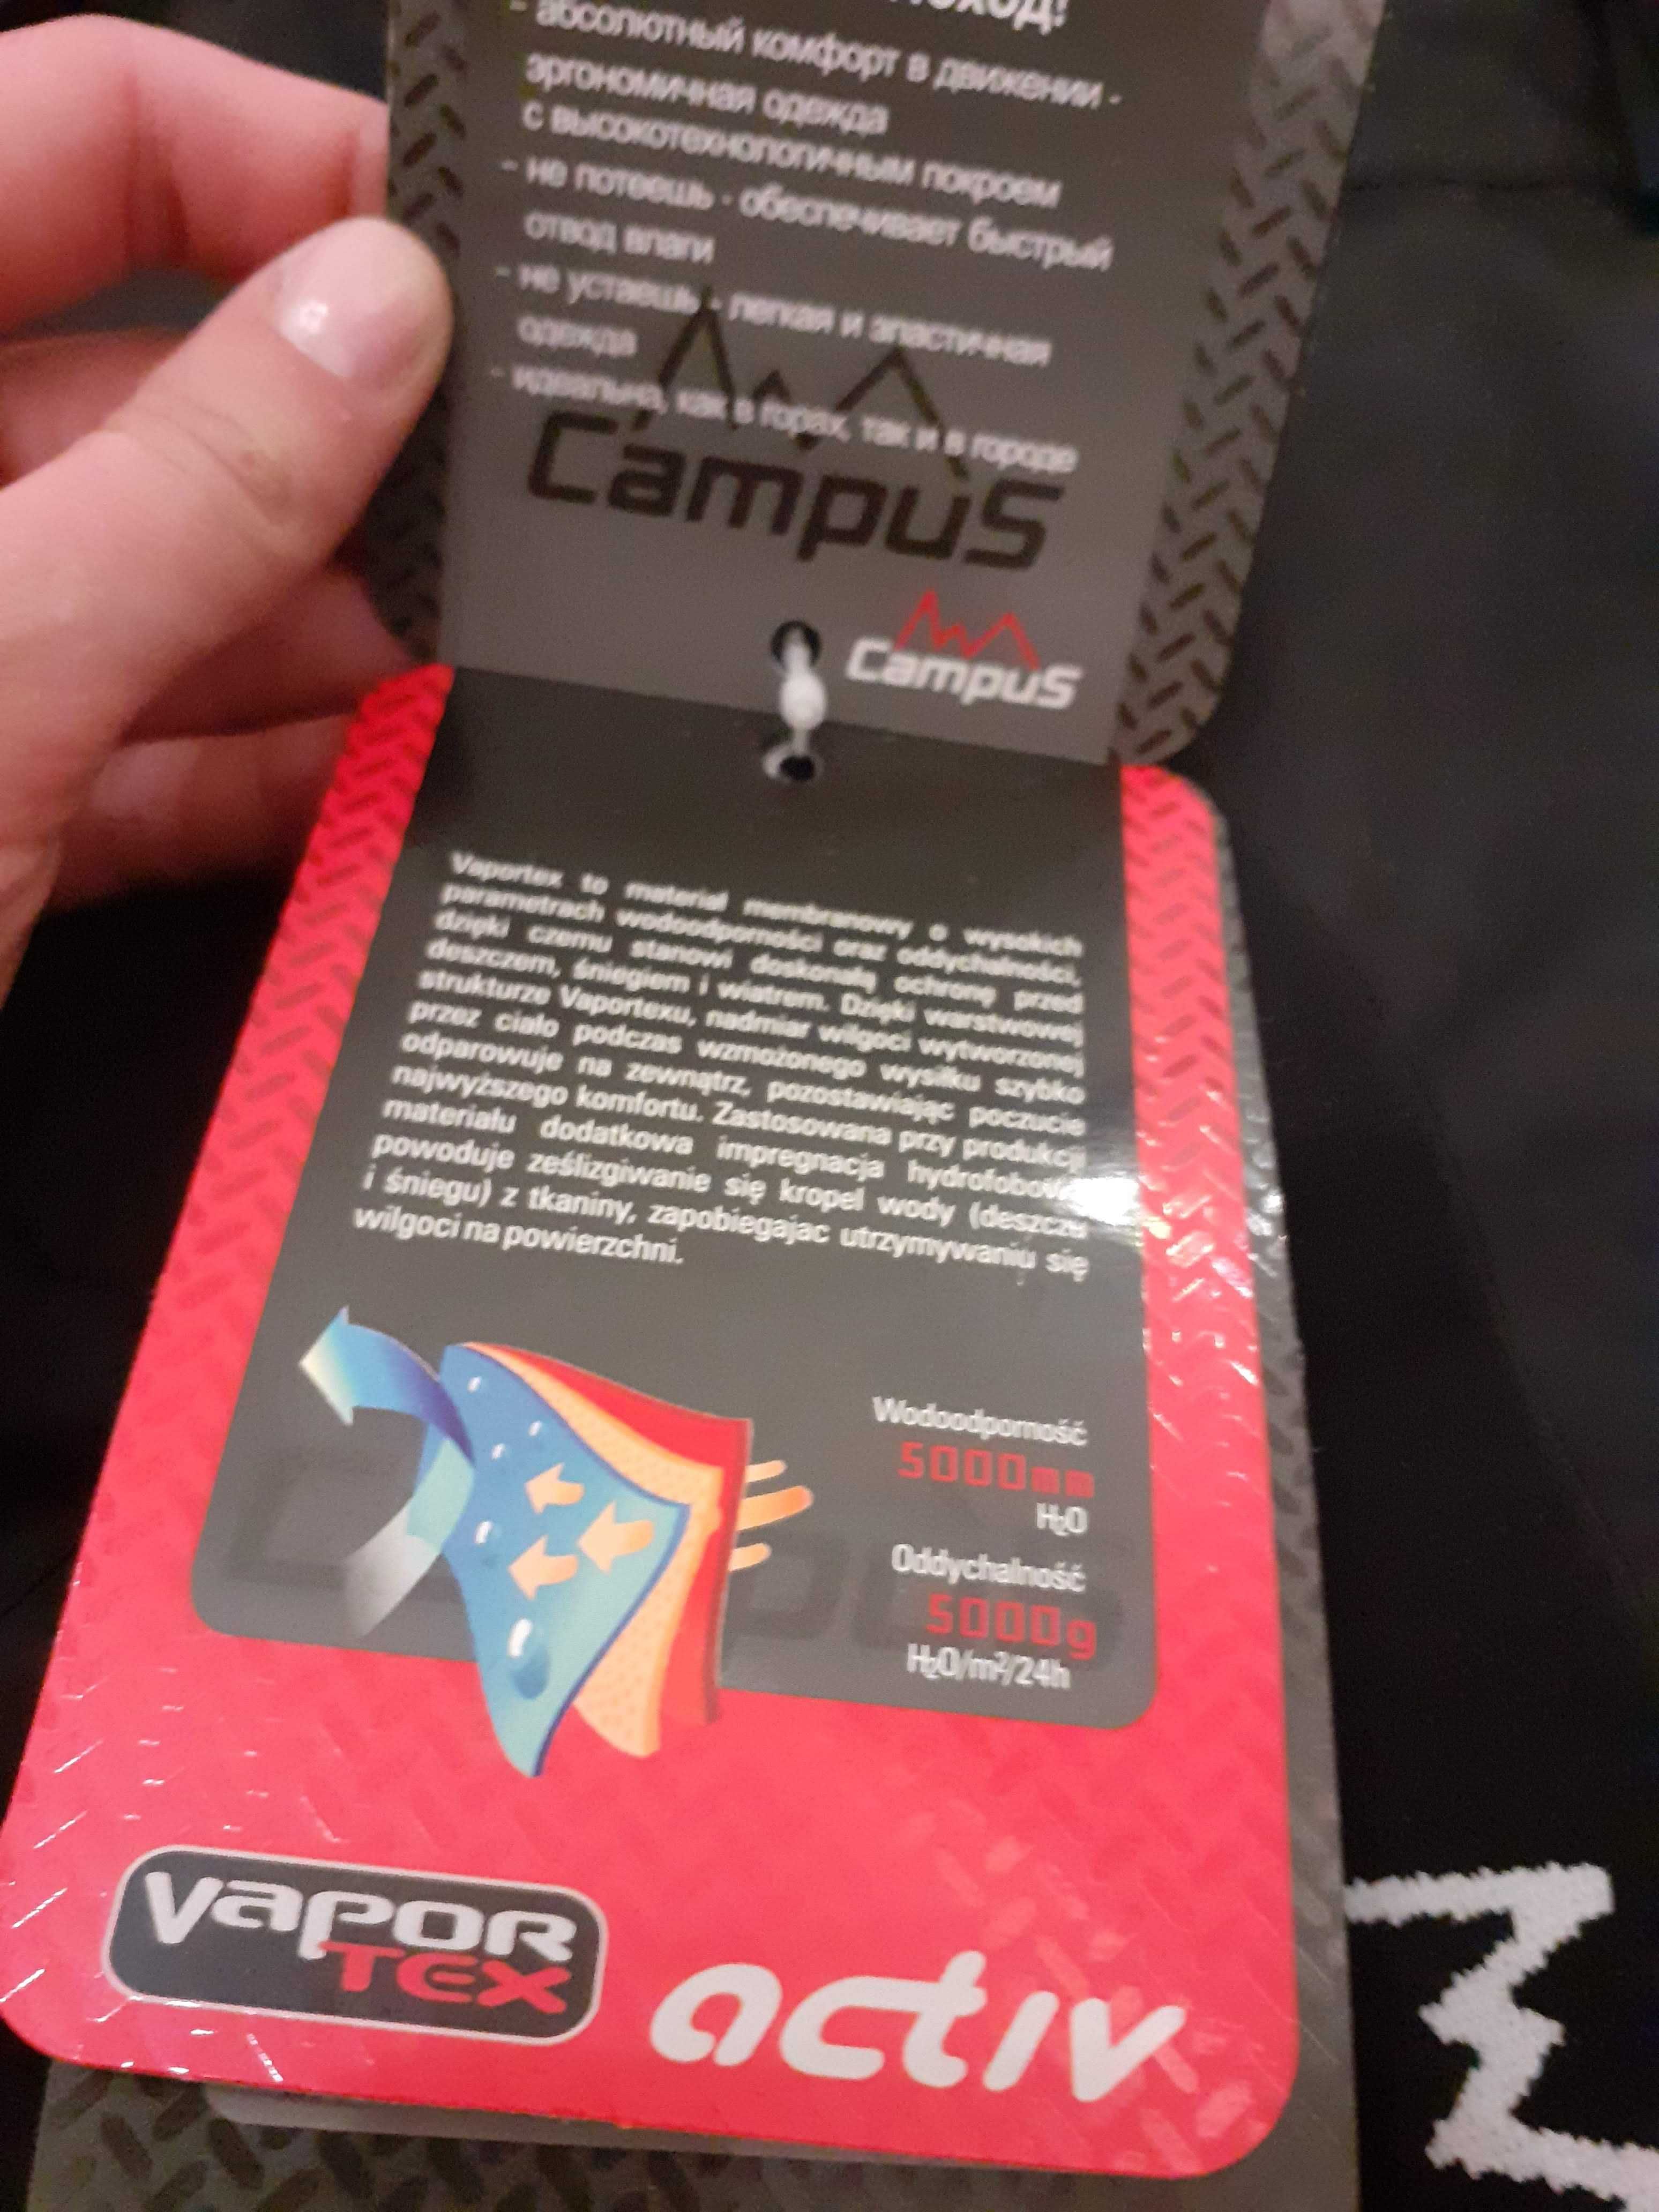 - абсолютный комфорт в движении -
эргономичная одежда
с высокотехнологичным покроем
- не потеешь - обеспечивает быстрый
отвод влаги
- не устаешь - легкая и эластичная
одежда
- идеальна, как в горах, так и в городе
Campus
Campus
Vaportex to materiał membranowy o wysokich
parametrach wodoodporności oraz oddychalności,
dzięki czemu stanowi doskonałą ochronę przed
deszczem, śniegiem i wiatrem. Dzięki warstwowej
strukturze Vaportexu, nadmiar wilgoci wytworzonej
przez ciało podczas wzmożonego wysiłku szybko
odparowuje na zewnątrz, pozostawiając poczucie
najwyższego komfortu. Zastosowana przy produkcji
materiału dodatkowa impregnacja hydrofobowa
powoduje ześlizgiwanie się kropel wody (deszczu
i śniegu) z tkaniny, zapobiegajac utrzymywaniu się
wilgoci na powierzchni.
Wodoodporność
5000mm
H₂O
Oddychalność
5000g
H₂O/m²/24h
VAPOR
TEX
activ